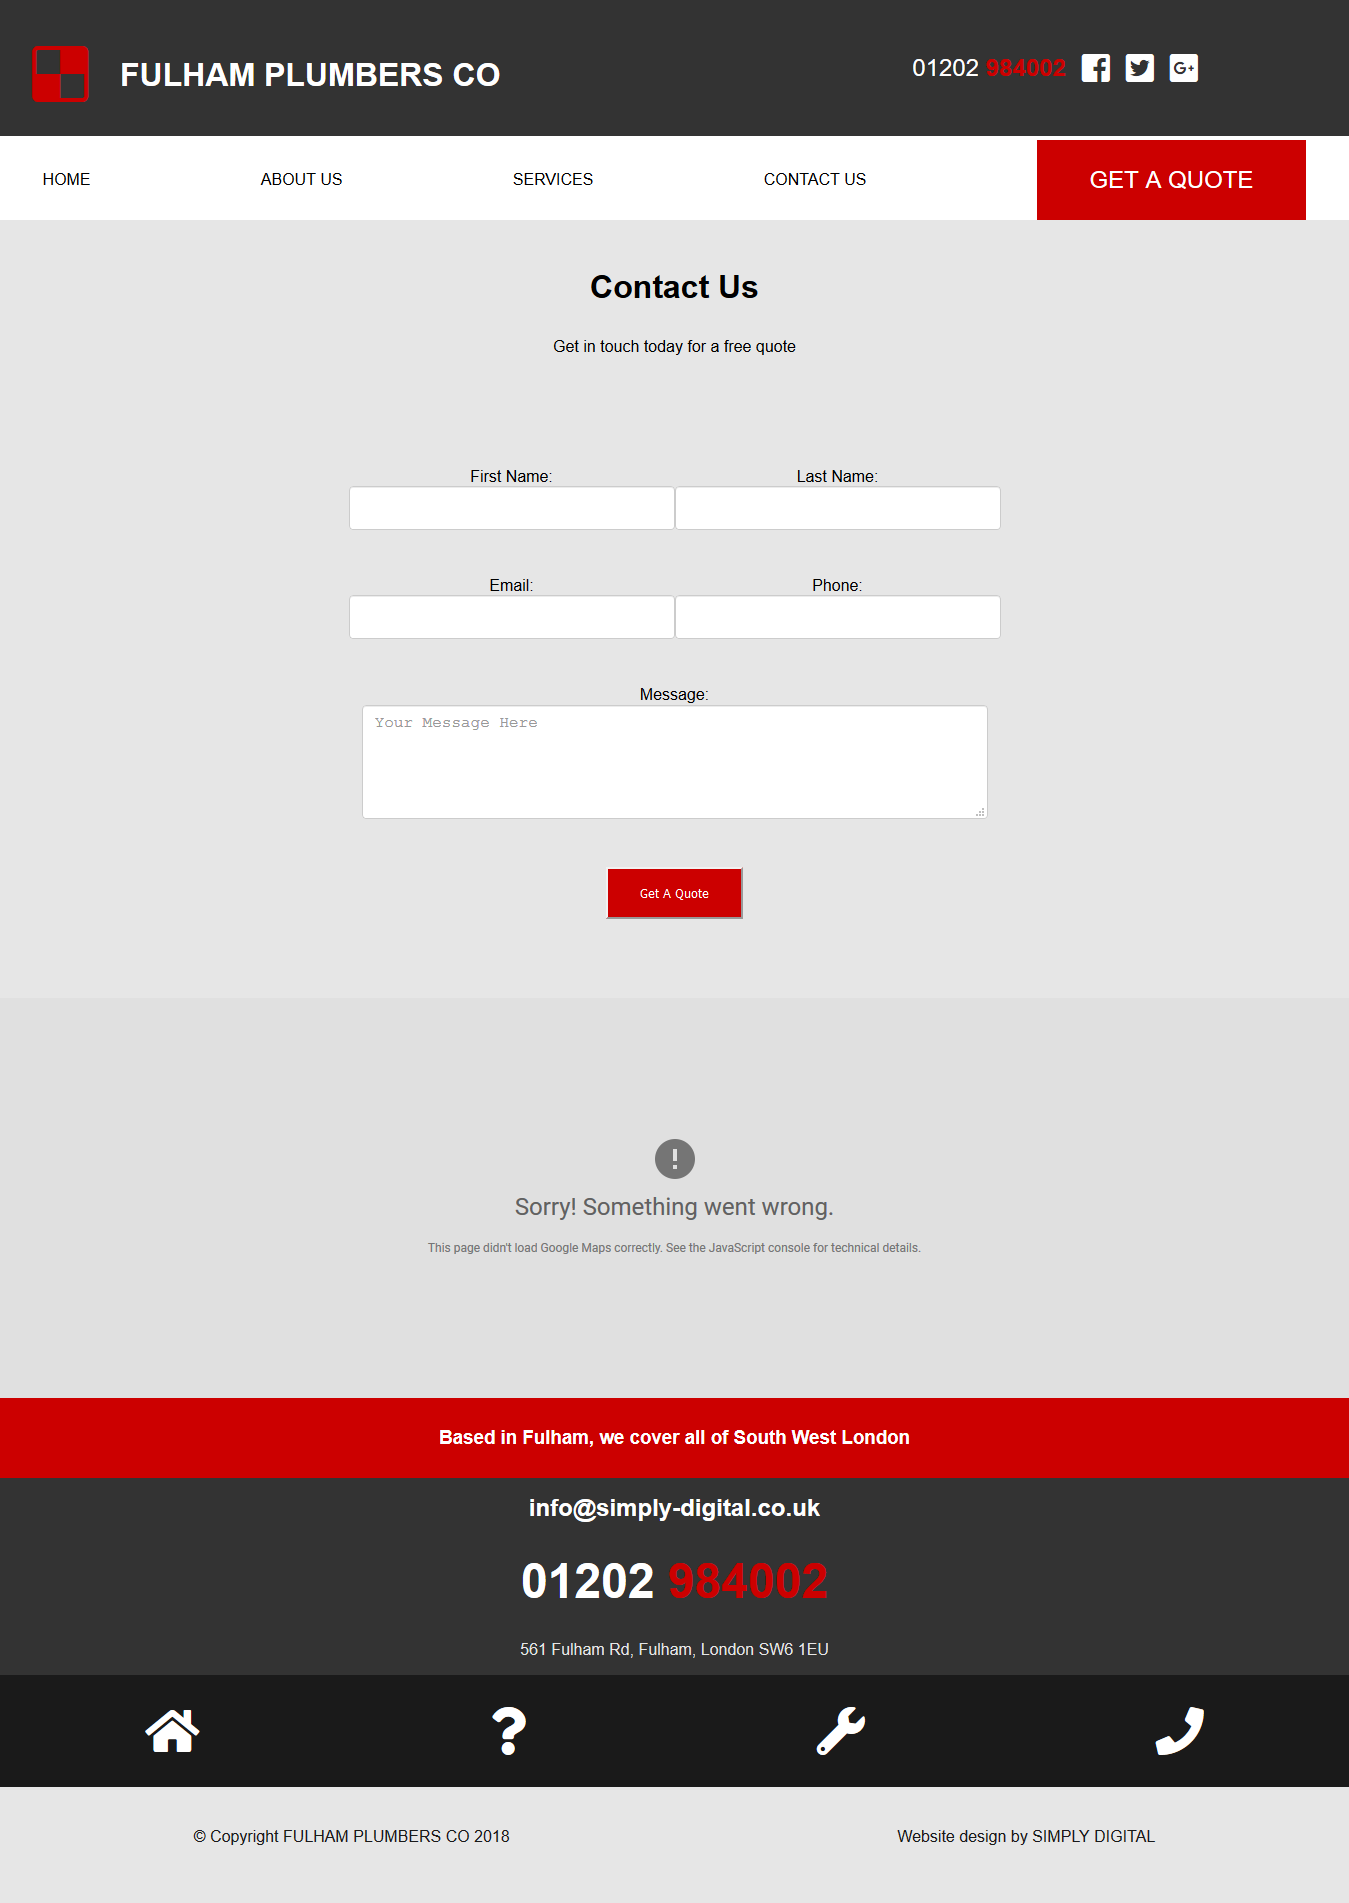 FULHAM PLUMBERS CO
01202 984002
HOME
ABOUT US
SERVICES
CONTACT US
GET A QUOTE
Contact Us
Get in touch today for a free quote
First Name:
Last Name:
Email:
Phone:
Message:
Your Message Here
Get A Quote
Sorry! Something went wrong.
This page didn't load Google Maps correctly. See the JavaScript console for technical details.
Based in Fulham, we cover all of South West London
info@simply-digital.co.uk
01202 984002
561 Fulham Rd, Fulham, London SW6 1EU
© Copyright FULHAM PLUMBERS CO 2018
Website design by SIMPLY DIGITAL